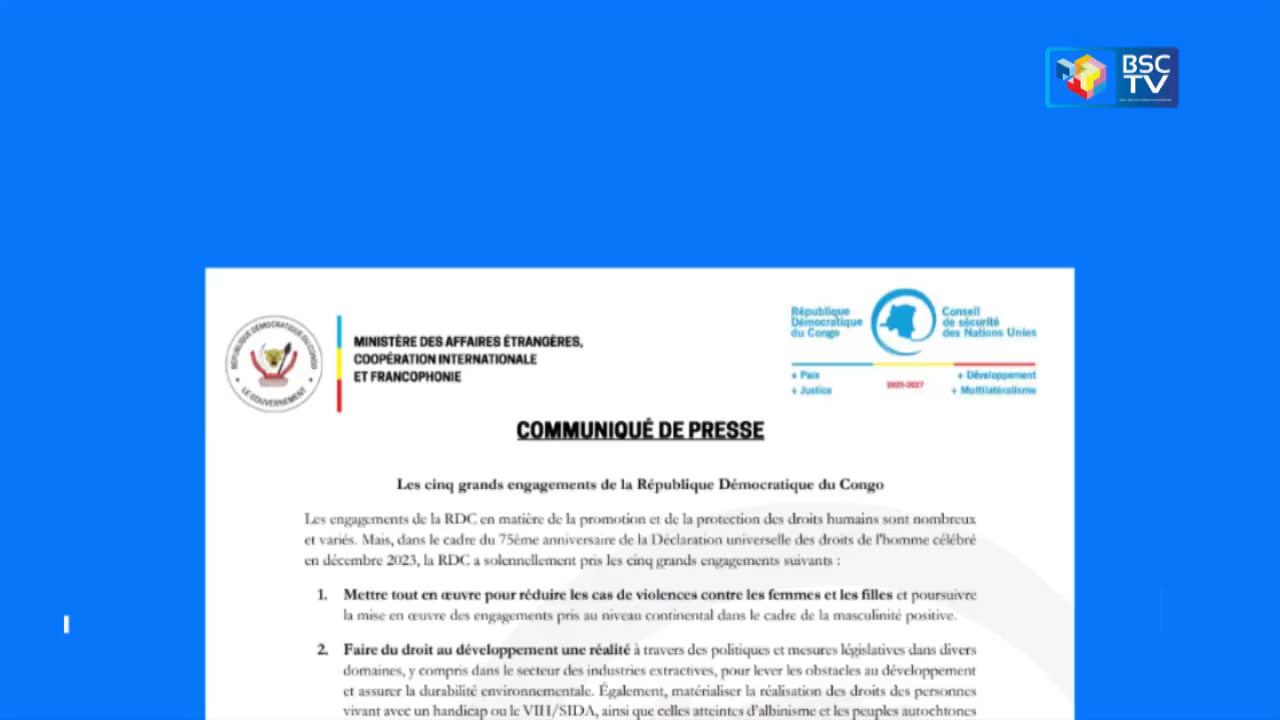 BSC
TV
RÉPUBLIQUE DÉMOCRATIQUE DU CONGO
LE GOUVERNEMENT
MINISTÈRE DES AFFAIRES ÉTRANGÈRES,
COOPÉRATION INTERNATIONALE
ET FRANCOPHONIE
République
Démocratique
du Congo
Conseil
de sécurité
des Nations Unies
+ Paix
+ Justice
2025-2027
+ Développement
+ Multilatéralisme
COMMUNIQUÉ DE PRESSE
Les cinq grands engagements de la République Démocratique du Congo
Les engagements de la RDC en matière de la promotion et de la protection des droits humains sont nombreux
et variés. Mais, dans le cadre du 75ème anniversaire de la Déclaration universelle des droits de l'homme célébré
en décembre 2023, la RDC a solennellement pris les cinq grands engagements suivants :
1. Mettre tout en œuvre pour réduire les cas de violences contre les femmes et les filles et poursuivre
la mise en œuvre des engagements pris au niveau continental dans le cadre de la masculinité positive.
2. Faire du droit au développement une réalité à travers des politiques et mesures législatives dans divers
domaines, y compris dans le secteur des industries extractives, pour lever les obstacles au développement
et assurer la durabilité environnementale. Également, matérialiser la réalisation des droits des personnes
vivant avec un handicap ou le VIH/SIDA, ainsi que celles atteintes d'albinisme et les peuples autochtones